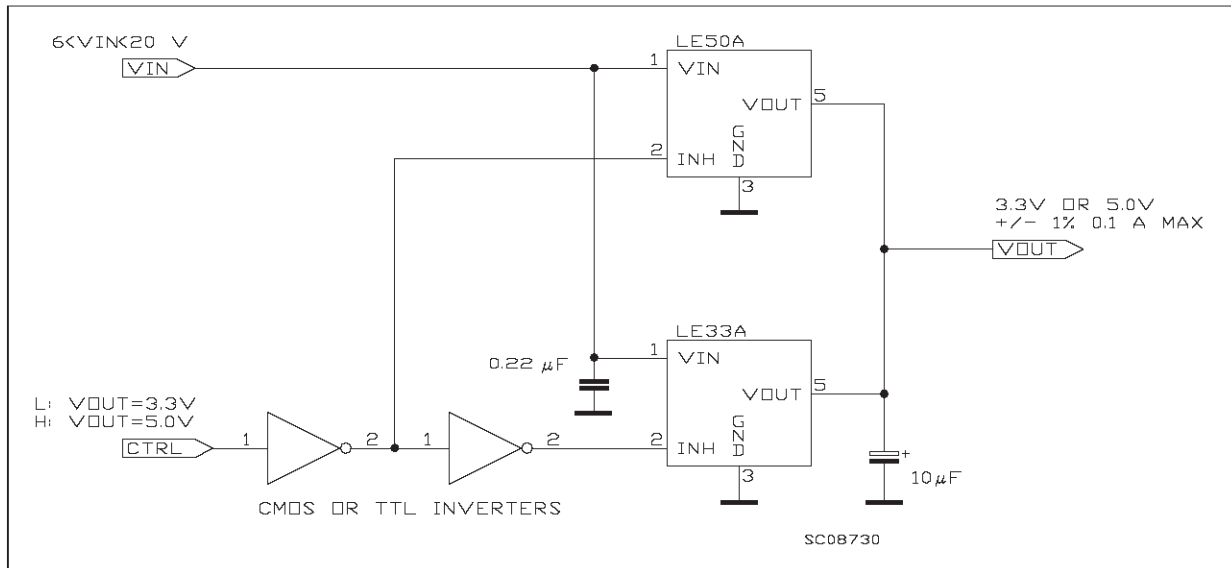 6<VIN<20 V
VIN
LE50A
1
VIN
VOUT
5
GND
2
INH
3
3.3V OR 5.0V
+/- 1% 0.1 A MAX
VOUT
LE33A
0.22 µF
1
VIN
VOUT
5
GND
2
INH
3
L: VOUT=3.3V
H: VOUT=5.0V
CTRL
1
2
1
2
+
10µF
CMOS OR TTL INVERTERS
SC08730